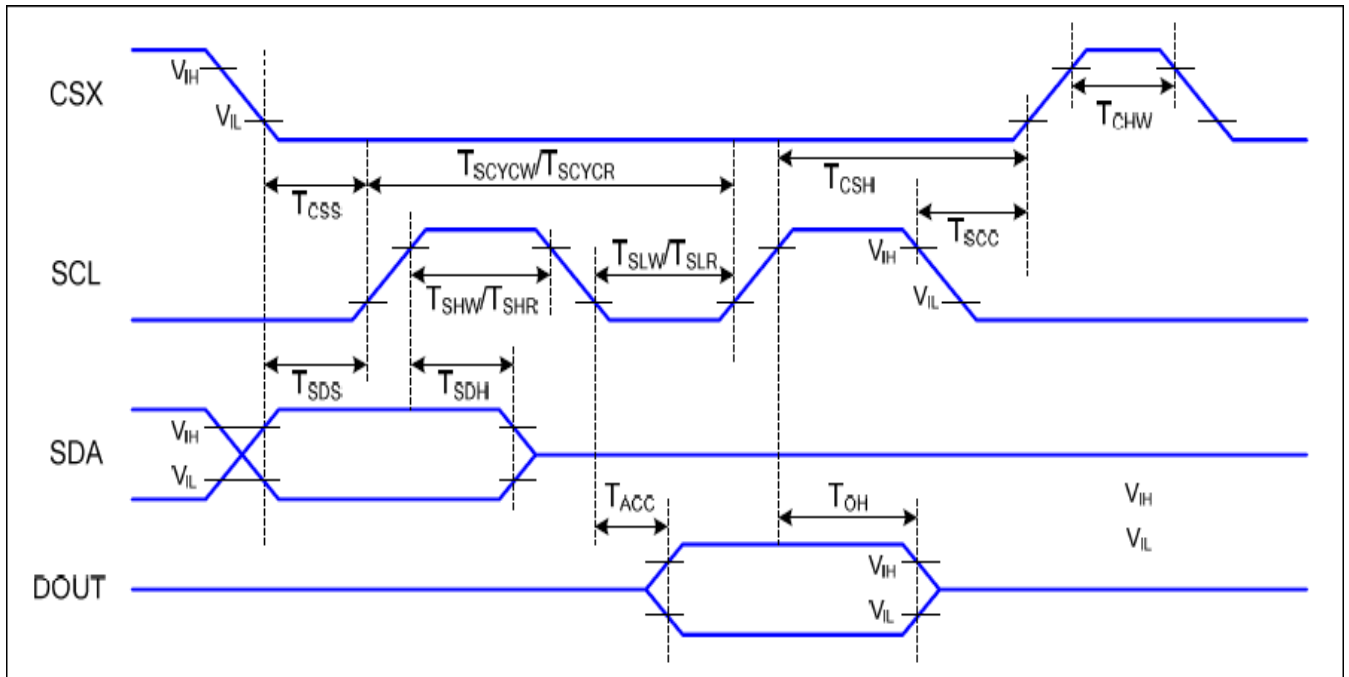 CSX
VIH
VIL
TCHW
TSCYCW/TSCYCR
TCSH
TCSS
TSCC
SCL
TSLW/TSLR
VIH
TSHW/TSHR
VIL
TSDS
TSDH
SDA
VIH
VIL
TACC
TOH
VIH
VIL
DOUT
VIH
VIL